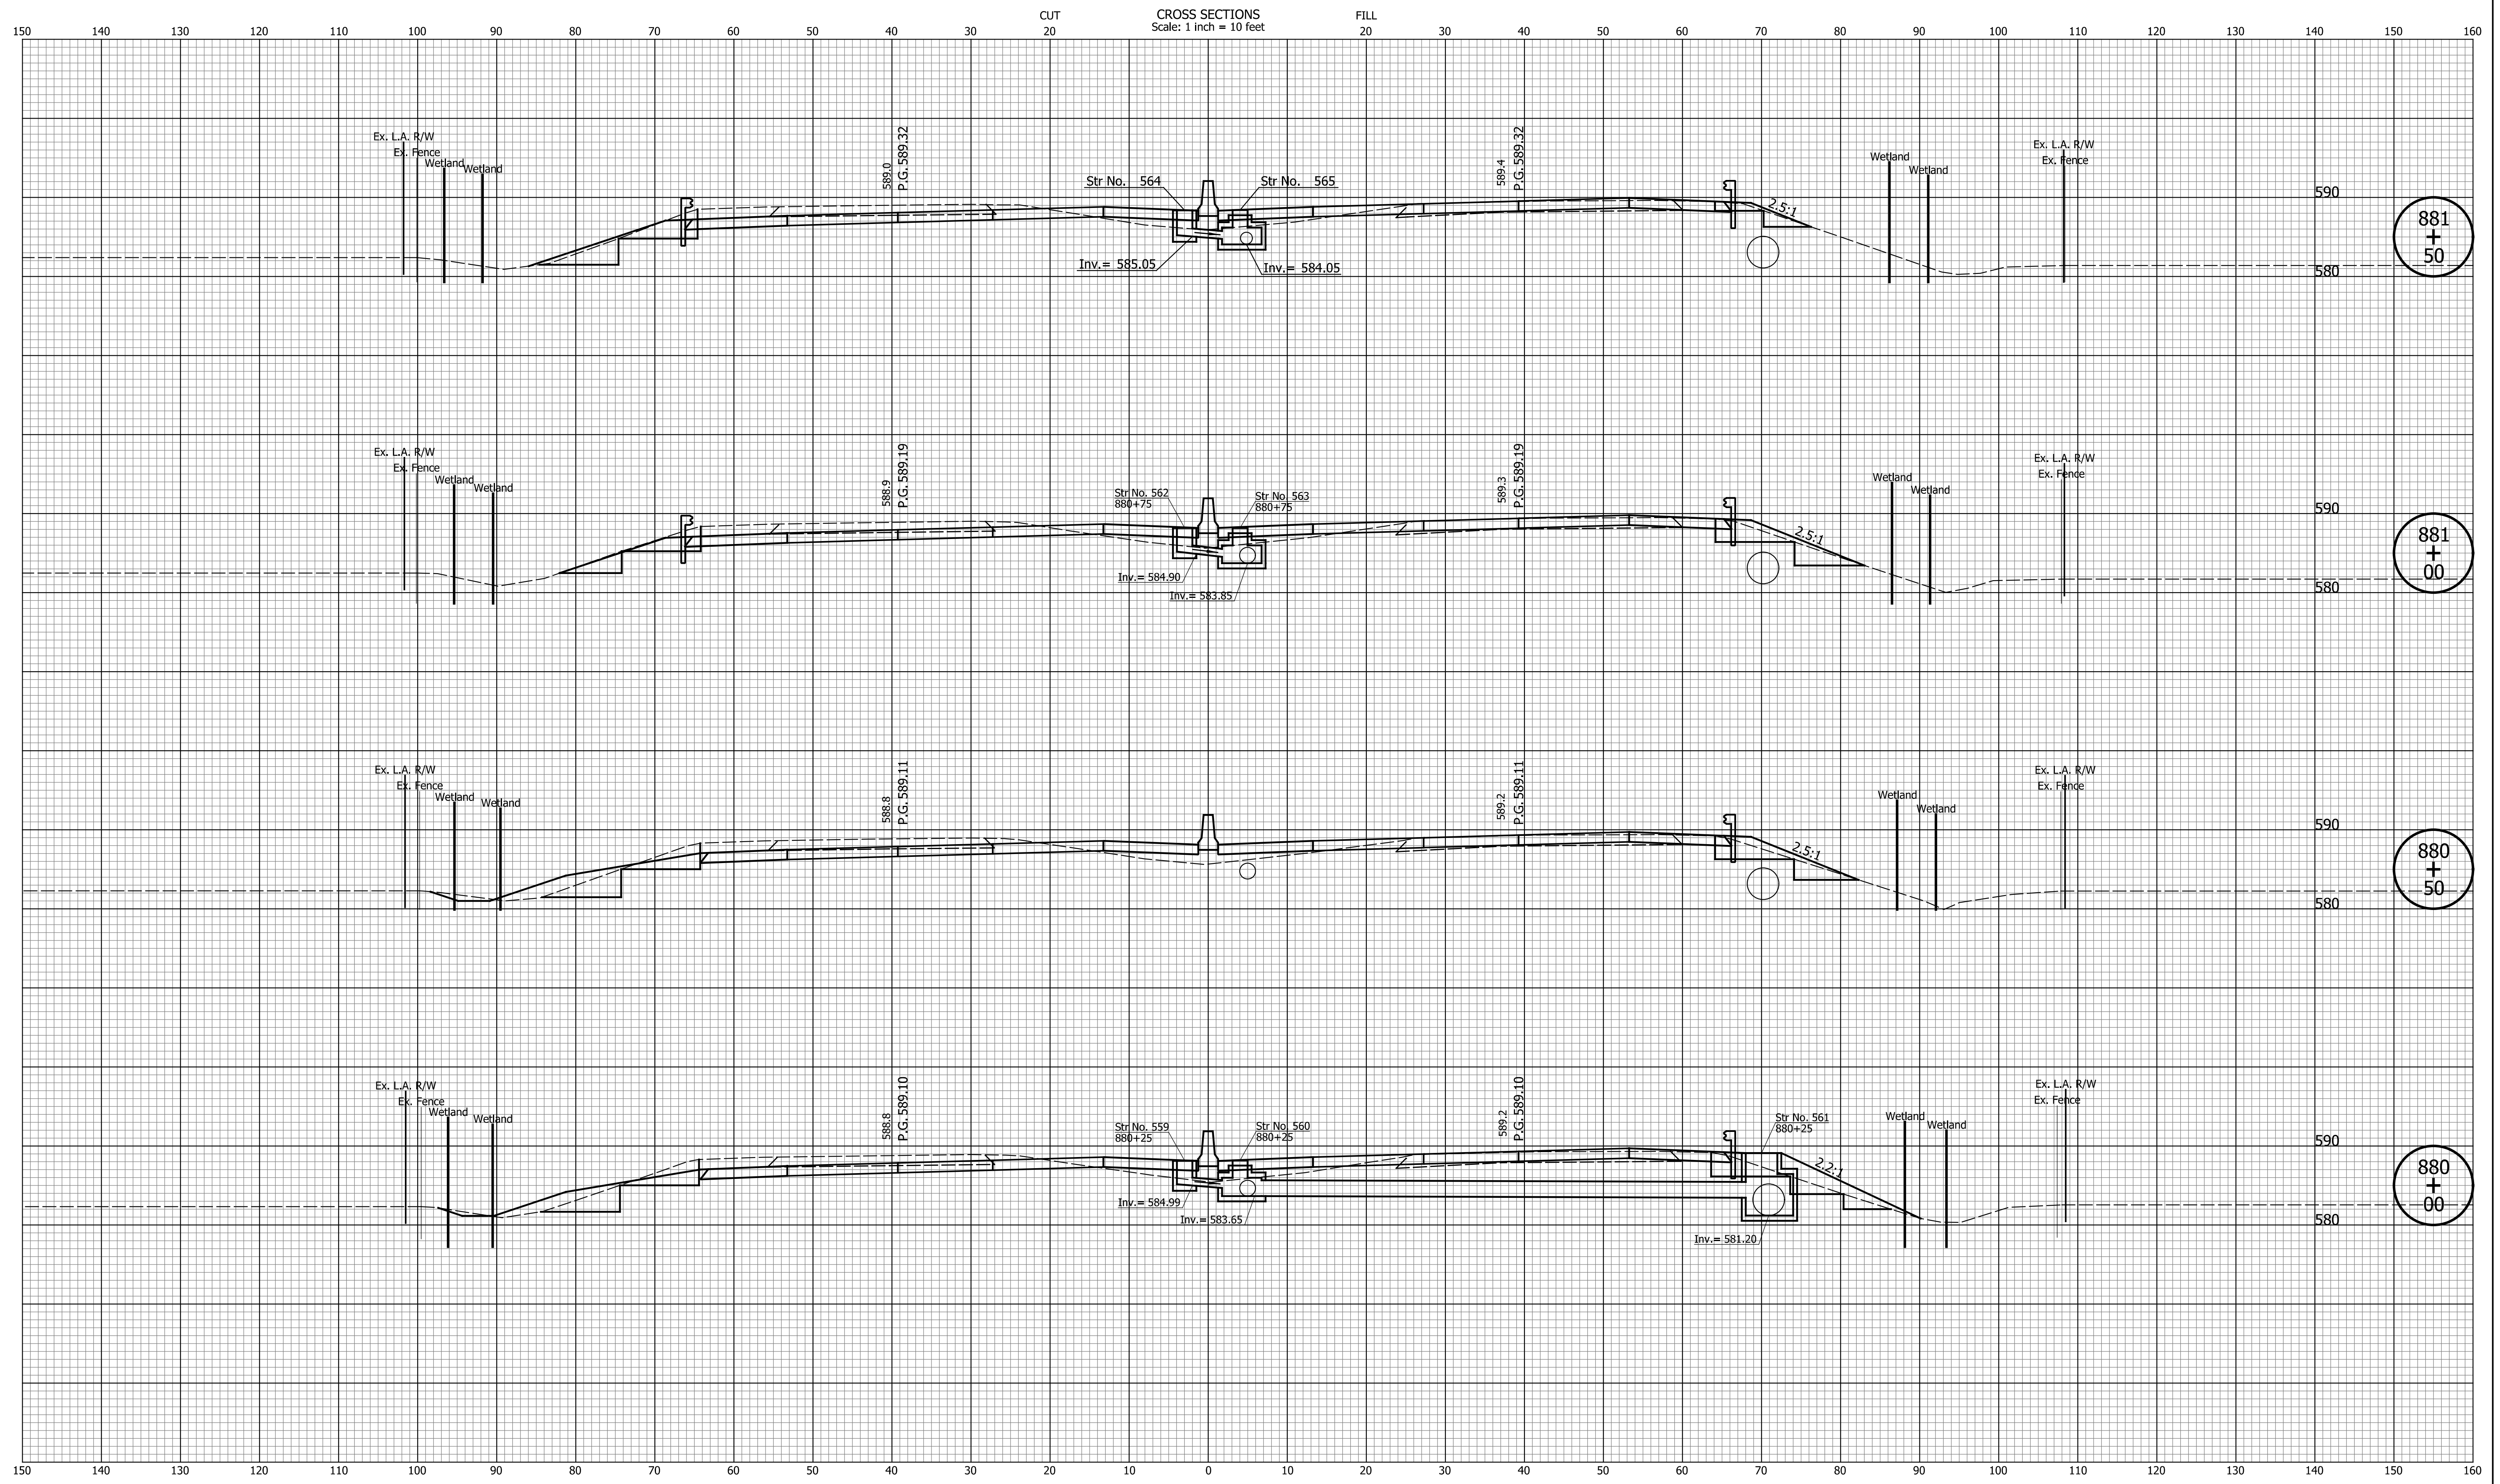 CUT CROSS SECTIONS FILL
Scale: 1 inch = 10 feet
150 140 130 120 110 100 90 80 70 60 50 40 30 20 10 0 10 20 30 40 50 60 70 80 90 100 110 120 130 140 150 160
Ex. L.A. R/W
Ex. Fence
Wetland
Wetland
589.0
P.G. 589.32
Str No. 564
Str No. 565
Inv.= 585.05
Inv.= 584.05
589.4
P.G. 589.32
2.5:1
Wetland
Wetland
Ex. L.A. R/W
Ex. Fence
590
580
881
+
50
Ex. L.A. R/W
Ex. Fence
Wetland
Wetland
588.9
P.G. 589.19
Str No. 562
880+75
Str No. 563
880+75
Inv.= 584.90
Inv.= 583.85
589.3
P.G. 589.19
2.5:1
Wetland
Wetland
Ex. L.A. R/W
Ex. Fence
590
580
881
+
00
Ex. L.A. R/W
Ex. Fence
Wetland
Wetland
588.8
P.G. 589.11
589.2
P.G. 589.11
2.5:1
Wetland
Wetland
Ex. L.A. R/W
Ex. Fence
590
580
880
+
50
Ex. L.A. R/W
Ex. Fence
Wetland
Wetland
588.8
P.G. 589.10
Str No. 559
880+25
Str No. 560
880+25
Inv.= 584.99
Inv.= 583.65
589.2
P.G. 589.10
Str No. 561
880+25
Inv.= 581.20
2.2:1
Wetland
Wetland
Ex. L.A. R/W
Ex. Fence
590
580
880
+
00
150 140 130 120 110 100 90 80 70 60 50 40 30 20 10 0 10 20 30 40 50 60 70 80 90 100 110 120 130 140 150 160